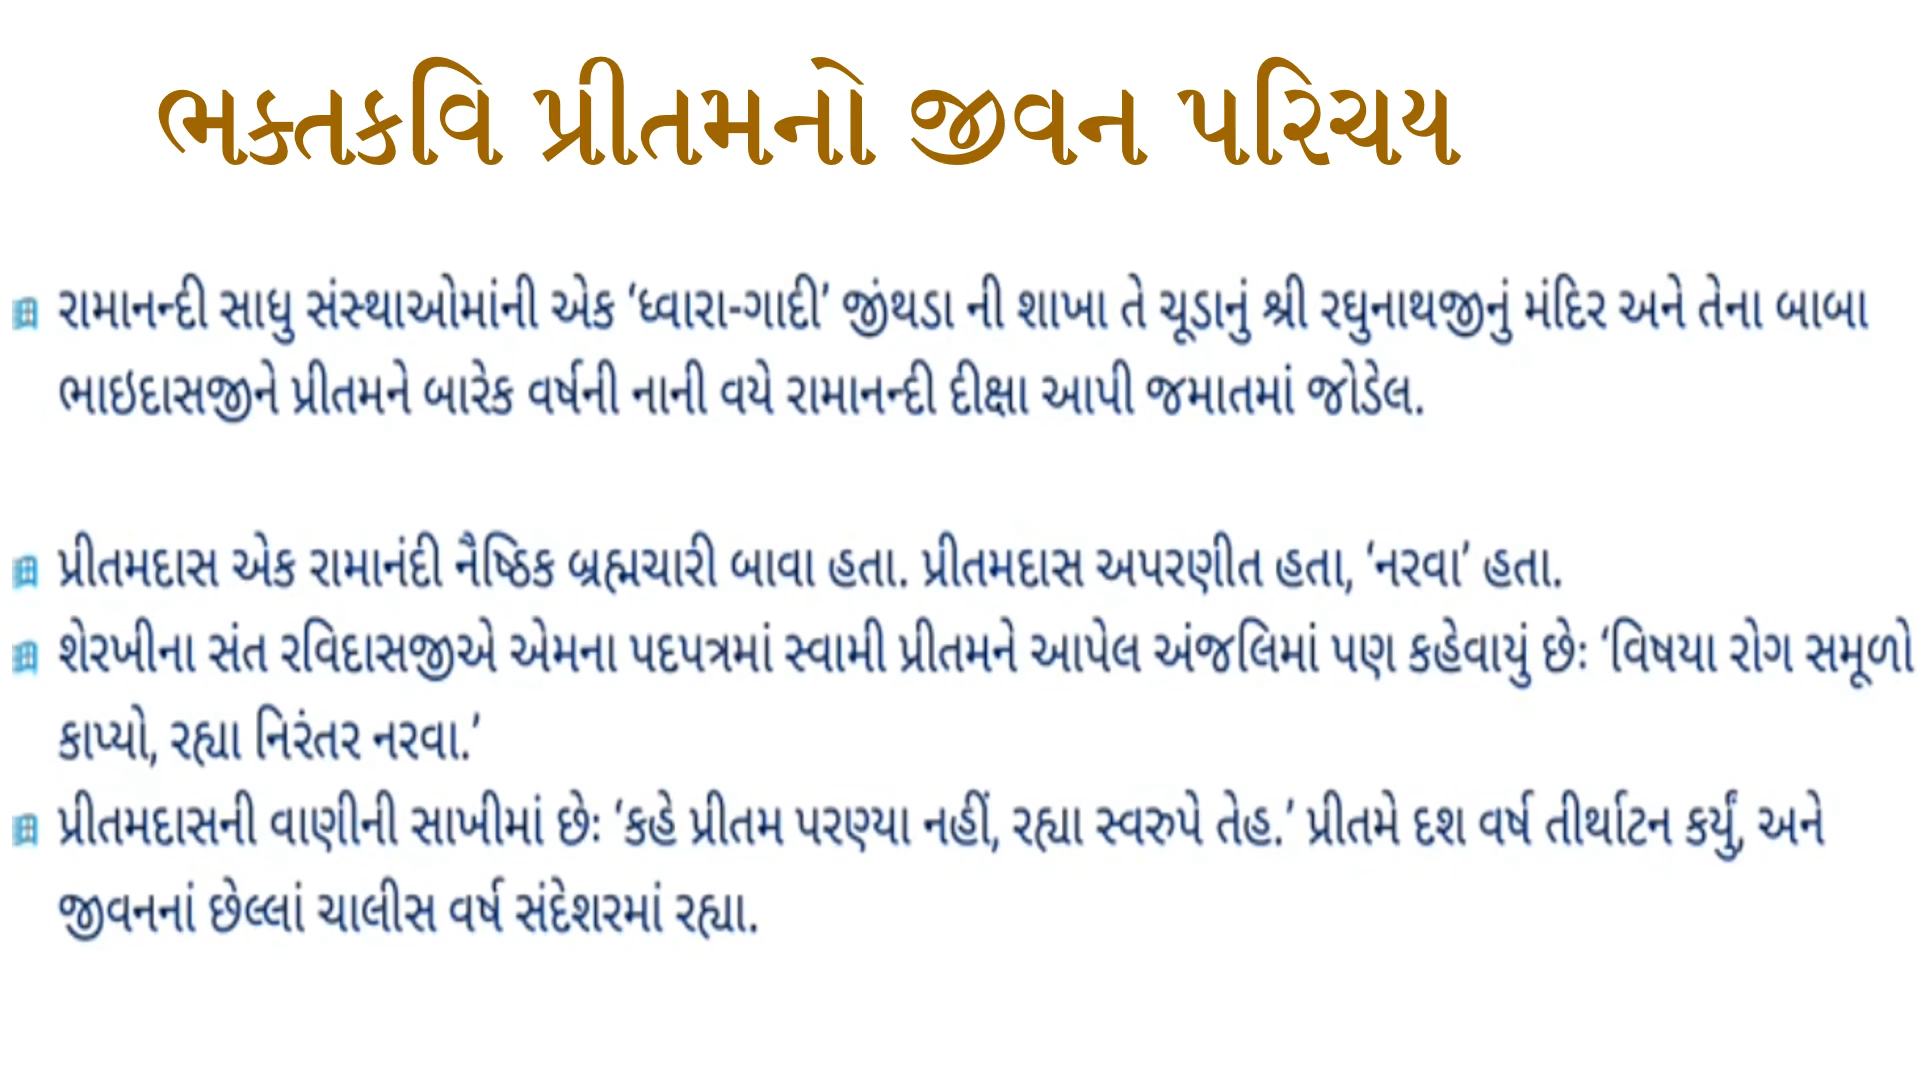 ભક્તકવિ પ્રીતમનો જીવન પરિચય
રામાનન્દી સાધુ સંસ્થાઓમાંની એક ‘ધ્વારા-ગાદી’ જીંથડા ની શાખા તે ચૂડાનું શ્રી રઘુનાથજીનું મંદિર અને તેના બાબા
ભાઇદાસજીને પ્રીતમને બારેક વર્ષની નાની વયે રામાનન્દી દીક્ષા આપી જમાતમાં જોડેલ.
પ્રીતમદાસ એક રામાનંદી નૈષ્ઠિક બ્રહ્મચારી બાવા હતા. પ્રીતમદાસ અપરણીત હતા, ‘નરવા’ હતા.
શેરખીના સંત રવિદાસજીએ એમના પદપત્રમાં સ્વામી પ્રીતમને આપેલ અંજલિમાં પણ કહેવાયું છેઃ ‘વિષયા રોગ સમૂળો
કાપ્યો, રહ્યા નિરંતર નરવા.’
પ્રીતમદાસની વાણીની સાખીમાં છેઃ ‘કહે પ્રીતમ પરણ્યા નહીં, રહ્યા સ્વરુપે તેહ.’ પ્રીતમે દશ વર્ષ તીર્થાટન કર્યું, અને
જીવનનાં છેલ્લાં ચાલીસ વર્ષ સંદેશરમાં રહ્યા.